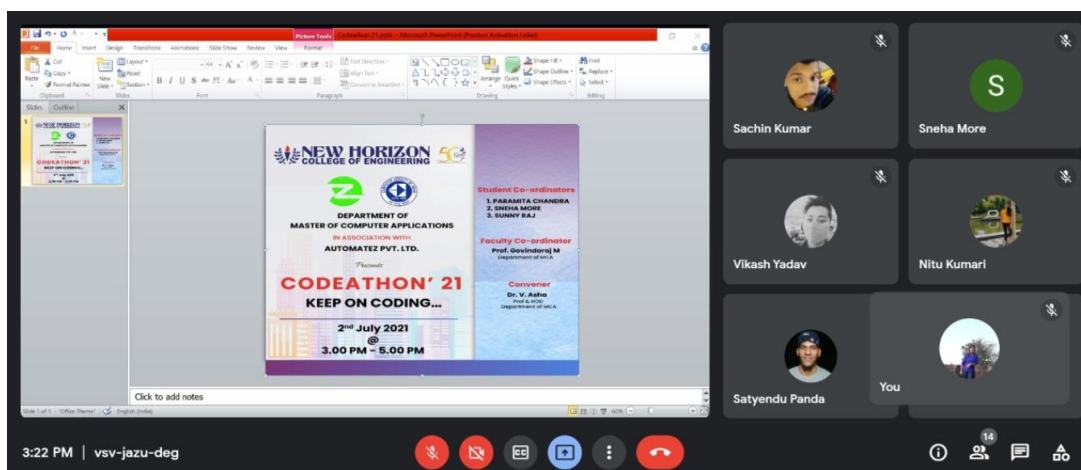 Picture Tools
Codeathon 21.pptx - Microsoft PowerPoint (Product Activation Failed)
File Home Insert Design Transitions Animations Slide Show Review View Format
Paste
Cut
Copy
Format Painter
Clipboard
New Slide
Layout
Reset
Section
Slides
Font
Text Direction
Align Text
Convert to SmartArt
Paragraph
Arrange
Quick Styles
Shape Fill
Shape Outline
Shape Effects
Drawing
Find
Replace
Select
Editing
Slides Outline
1
NEW HORIZON
COLLEGE OF ENGINEERING
DEPARTMENT OF
MASTER OF COMPUTER APPLICATIONS
IN ASSOCIATION WITH
AUTOMATEZ PVT. LTD.
Presents
CODEATHON' 21
KEEP ON CODING...
2nd July 2021
@
3.00 PM - 5.00 PM
Student Co-ordinators
1. PARAMITA CHANDRA
2. SNEHA MORE
3. SUNNY RAJ
Faculty Co-ordinator
Prof. Govindaraj M
Department of MCA
Convener
Dr. V. Asha
Prof & HOD
Department of MCA
Click to add notes
Slide 1 of 1 "Office Theme" English (India)
60%
Sachin Kumar
S
Sneha More
Vikash Yadav
Nitu Kumari
Satyendu Panda
You
3:22 PM | vsv-jazu-deg
CC
14